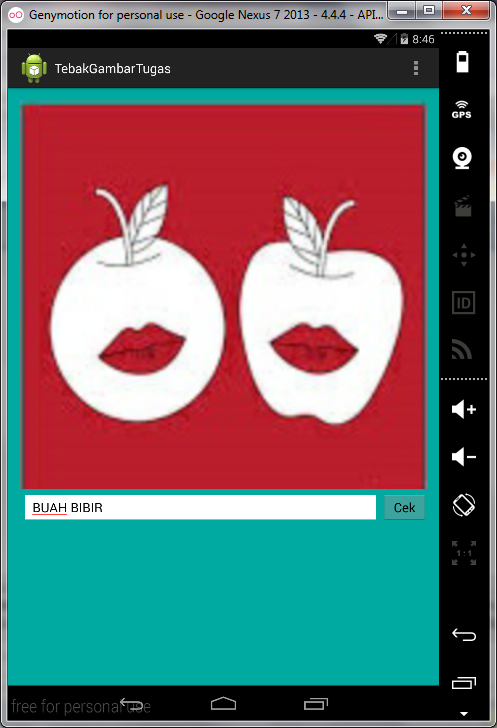 Genymotion for personal use - Google Nexus 7 2013 - 4.4.4 - API...
8:46
TebakGambarTugas
GPS
ID
BUAH BIBIR
Cek
1:1
free for personal use